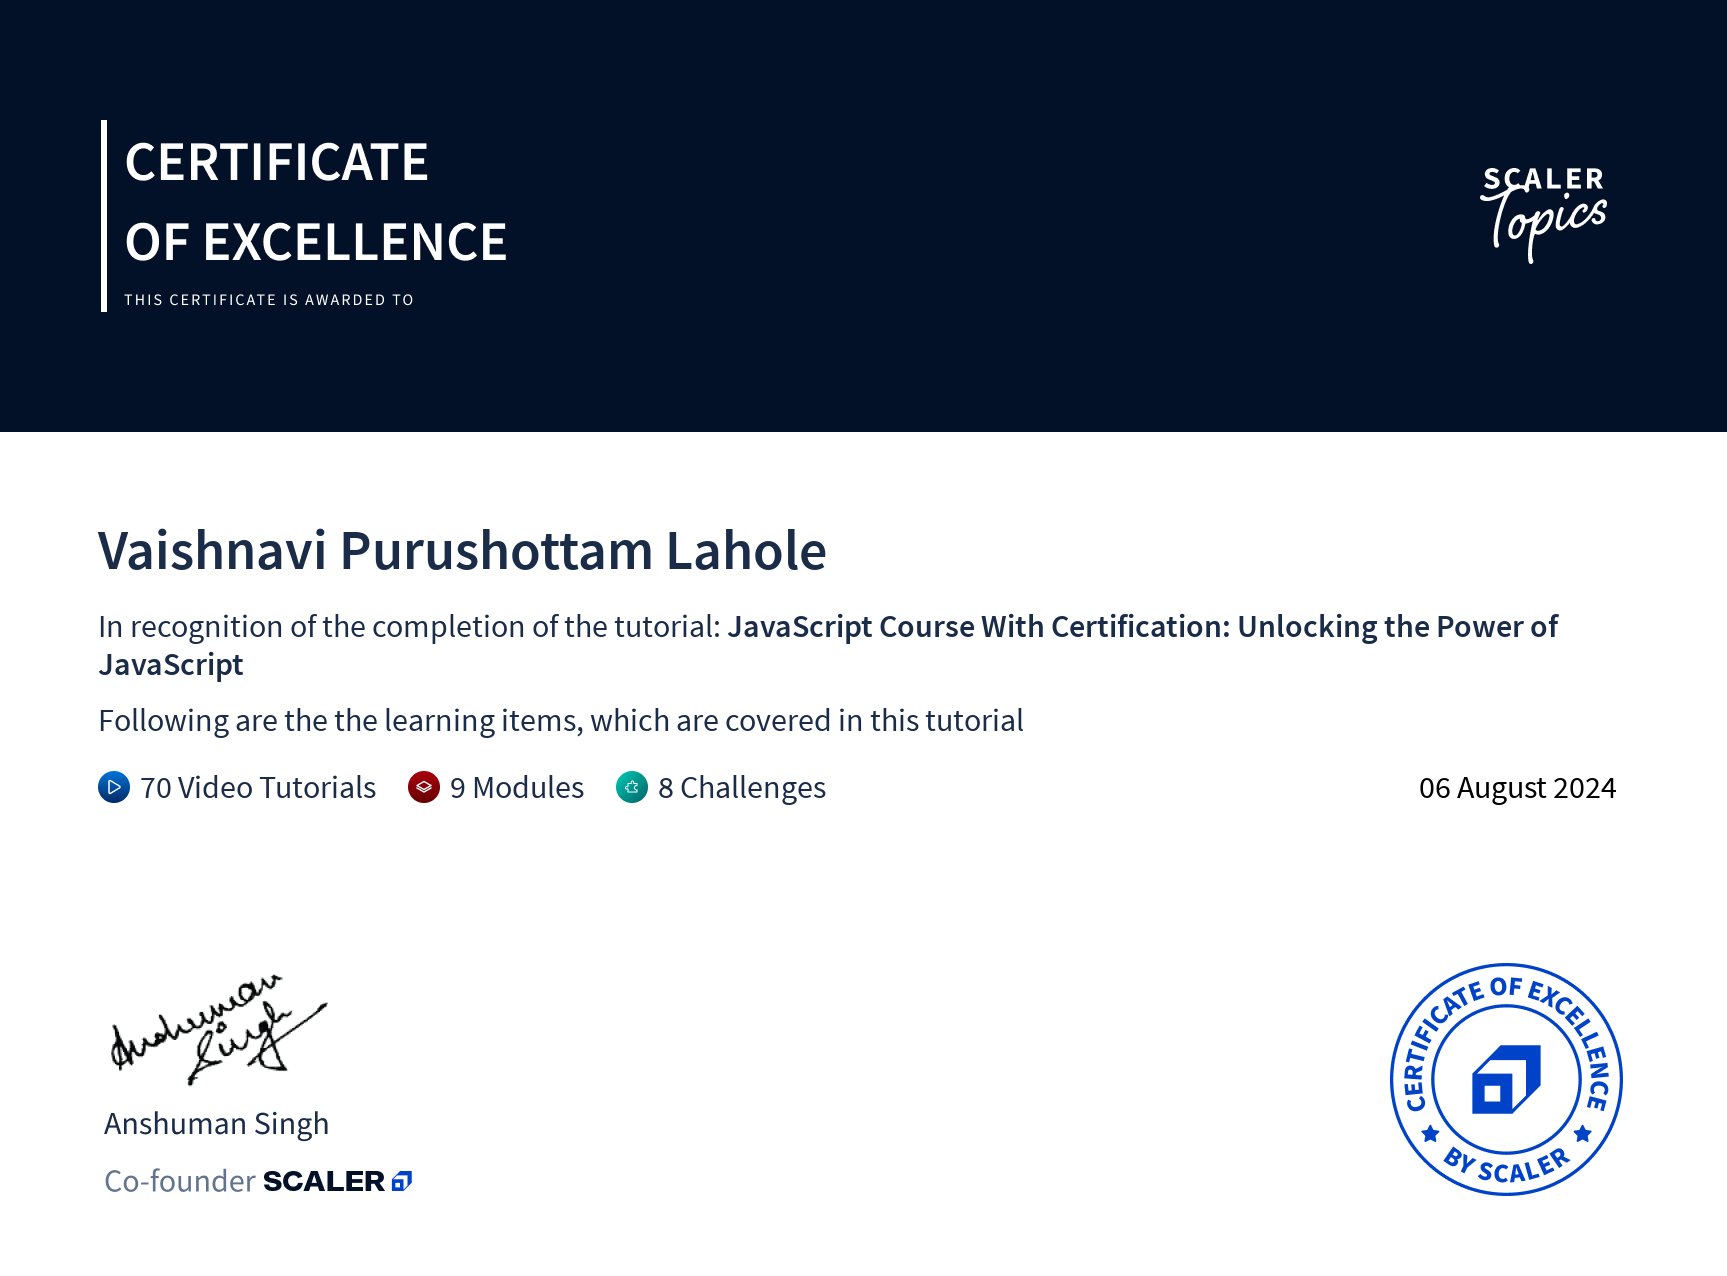 CERTIFICATE
OF EXCELLENCE
THIS CERTIFICATE IS AWARDED TO
SCALER
Topics
Vaishnavi Purushottam Lahole
In recognition of the completion of the tutorial: JavaScript Course With Certification: Unlocking the Power of
JavaScript
Following are the the learning items, which are covered in this tutorial
70 Video Tutorials 9 Modules 8 Challenges 06 August 2024
Anshuman
Singh
Anshuman Singh
Co-founder SCALER
CERTIFICATE OF EXCELLENCE
BY SCALER